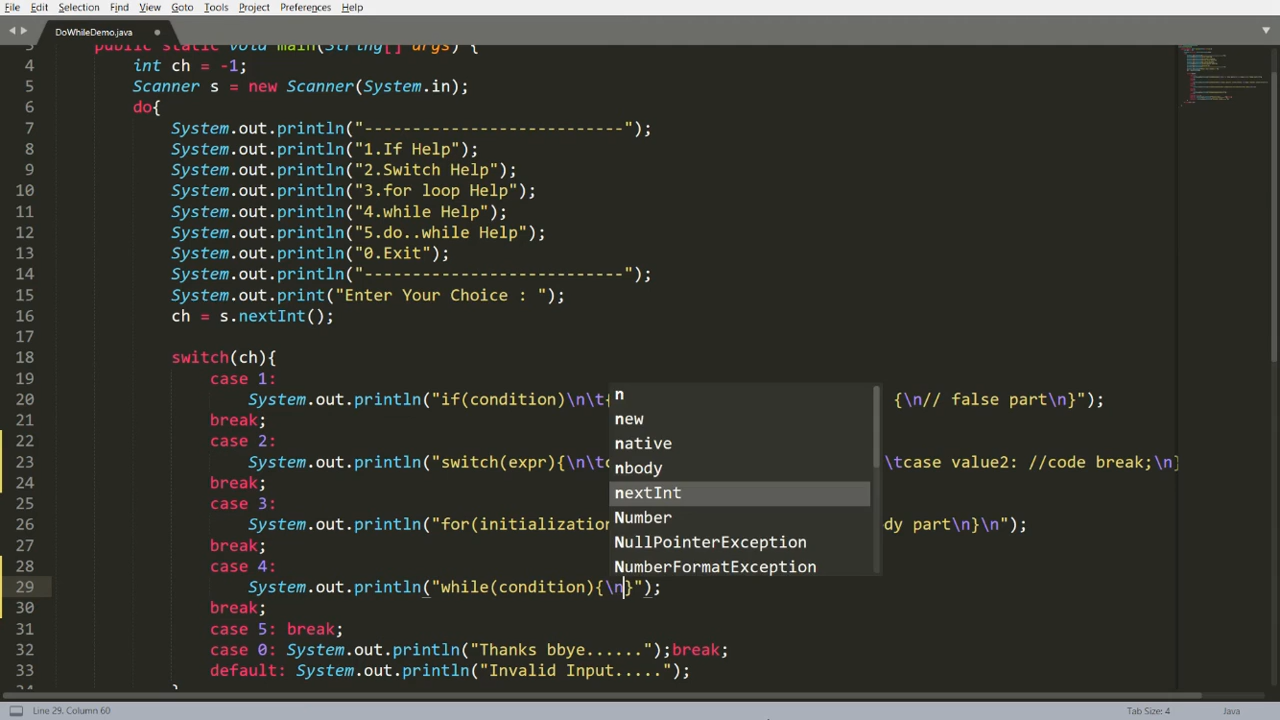 File Edit Selection Find View Goto Tools Project Preferences Help
DoWhileDemo.java
3 public static void main(String[] args) {
4 int ch = -1;
5 Scanner s = new Scanner(System.in);
6 do{
7 System.out.println("---------------------------");
8 System.out.println("1.If Help");
9 System.out.println("2.Switch Help");
10 System.out.println("3.for loop Help");
11 System.out.println("4.while Help");
12 System.out.println("5.do..while Help");
13 System.out.println("0.Exit");
14 System.out.println("---------------------------");
15 System.out.print("Enter Your Choice : ");
16 ch = s.nextInt();
17
18 switch(ch){
19 case 1:
20 System.out.println("if(condition)\n\t{ {\n// false part\n}");
21 break;
22 case 2:
23 System.out.println("switch(expr){\n\tc \tcase value2: //code break;\n}
24 break;
25 case 3:
26 System.out.println("for(initialization dy part\n}\n");
27 break;
28 case 4:
29 System.out.println("while(condition){\n}");
30 break;
31 case 5: break;
32 case 0: System.out.println("Thanks bbye......");break;
33 default: System.out.println("Invalid Input.....");
n
new
native
nbody
nextInt
Number
NullPointerException
NumberFormatException
Line 29, Column 60 Tab Size: 4 Java